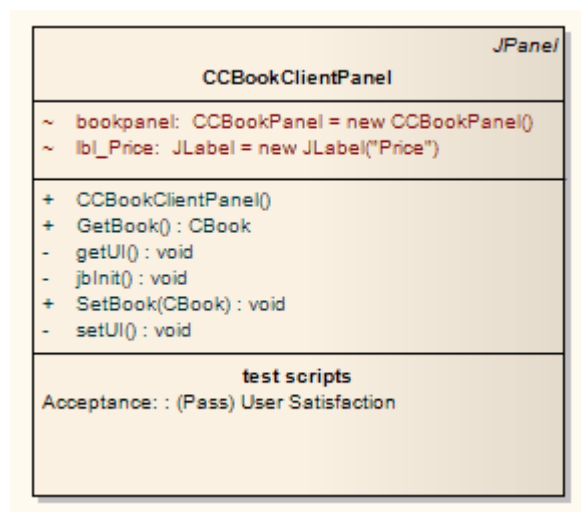 JPanel
CCBookClientPanel
~ bookpanel: CCBookPanel = new CCBookPanel()
~ lbl_Price: JLabel = new JLabel("Price")
+ CCBookClientPanel()
+ GetBook() : CBook
- getUI() : void
- jbInit() : void
+ SetBook(CBook) : void
- setUI() : void
test scripts
Acceptance: : (Pass) User Satisfaction